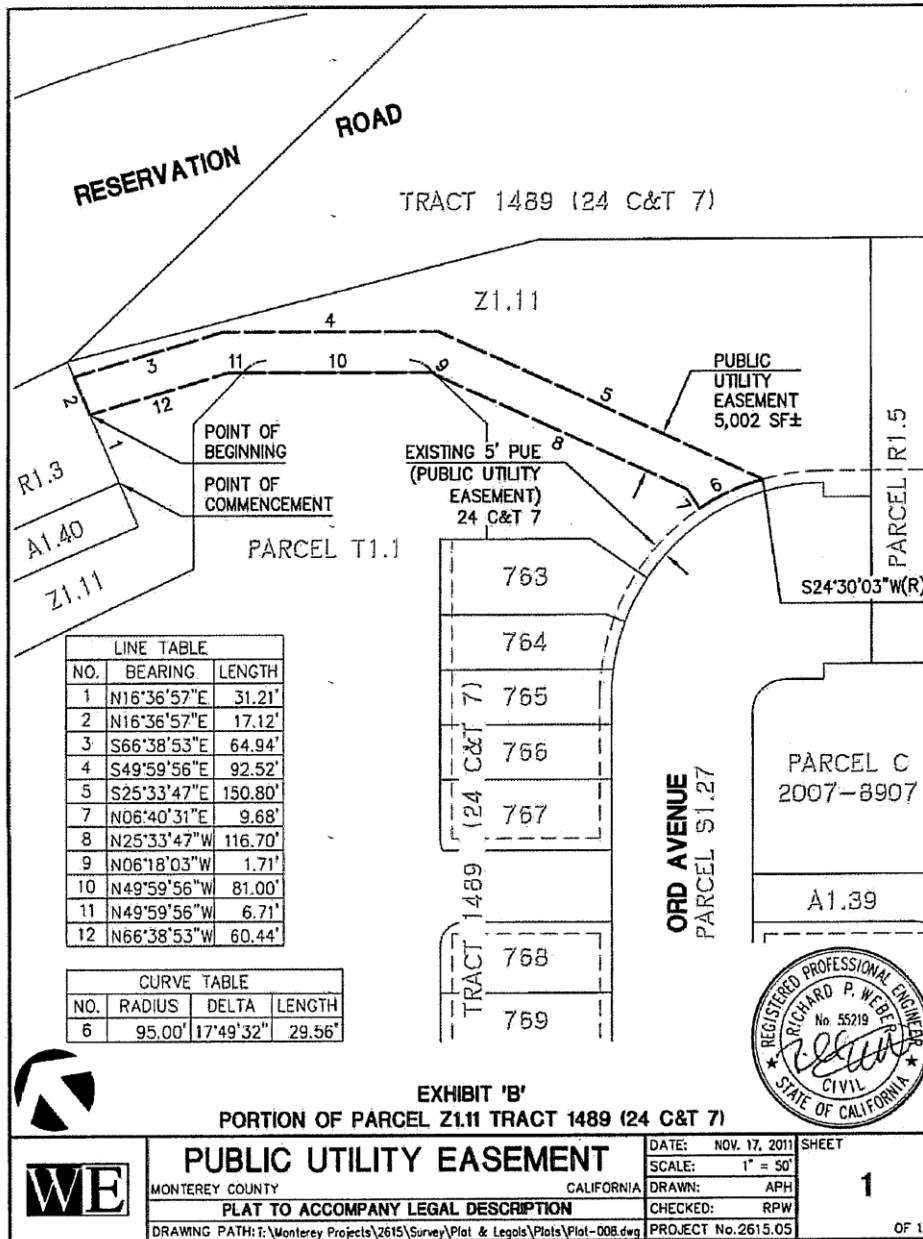 RESERVATION ROAD
TRACT 1489 (24 C&T 7)
Z1.11
4
3
11
10
9
2
12
5
PUBLIC
UTILITY
EASEMENT
5,002 SF±
1
POINT OF
BEGINNING
8
EXISTING 5' PUE
(PUBLIC UTILITY
EASEMENT)
24 C&T 7
6
7
R1.3
POINT OF
COMMENCEMENT
PARCEL R1.5
A1.40
PARCEL T1.1
Z1.11
763
S24°30'03"W(R)
764
765
766
767
TRACT 1489 (24 C&T 7)
768
769
ORD AVENUE
PARCEL S1.27
PARCEL C
2007-8907
A1.39
LINE TABLE
NO. BEARING LENGTH
1 N16°36'57"E 31.21'
2 N16°36'57"E 17.12'
3 S66°38'53"E 64.94'
4 S49°59'56"E 92.52'
5 S25°33'47"E 150.80'
7 N06°40'31"E 9.68'
8 N25°33'47"W 116.70'
9 N06°18'03"W 1.71'
10 N49°59'56"W 81.00'
11 N49°59'56"W 6.71'
12 N66°38'53"W 60.44'
CURVE TABLE
NO. RADIUS DELTA LENGTH
6 95.00' 17°49'32" 29.56'
REGISTERED PROFESSIONAL ENGINEER
RICHARD P. WEBER
No. 55219
CIVIL
STATE OF CALIFORNIA
EXHIBIT 'B'
PORTION OF PARCEL Z1.11 TRACT 1489 (24 C&T 7)
WE
PUBLIC UTILITY EASEMENT
MONTEREY COUNTY CALIFORNIA
PLAT TO ACCOMPANY LEGAL DESCRIPTION
DRAWING PATH: T:\Monterey Projects\2615\Survey\Plat & Legals\Plots\Plat-008.dwg
DATE: NOV. 17, 2011
SCALE: 1" = 50'
DRAWN: APH
CHECKED: RPW
PROJECT No.2615.05
SHEET
1
OF 1